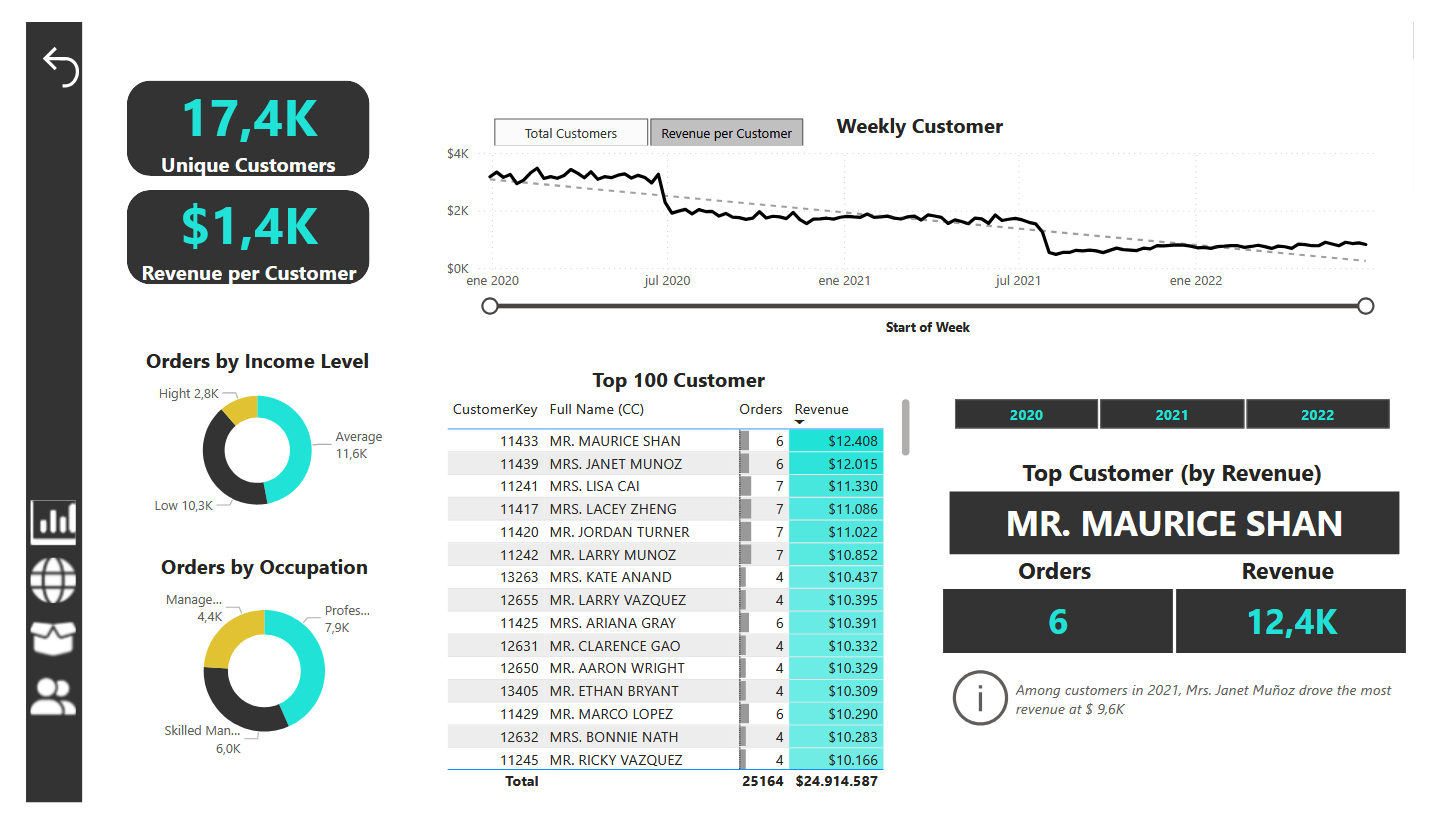 17,4K
Unique Customers
$1,4K
Revenue per Customer
Total Customers
Revenue per Customer
Weekly Customer
$4K
$2K
$0K
ene 2020
jul 2020
ene 2021
jul 2021
ene 2022
Start of Week
Orders by Income Level
Hight 2,8K
Average
11,6K
Low 10,3K
Orders by Occupation
Manage...
4,4K
Profes...
7,9K
Skilled Man...
6,0K
Top 100 Customer
CustomerKey Full Name (CC) Orders Revenue
11433 MR. MAURICE SHAN 6 $12.408
11439 MRS. JANET MUNOZ 6 $12.015
11241 MRS. LISA CAI 7 $11.330
11417 MRS. LACEY ZHENG 7 $11.086
11420 MR. JORDAN TURNER 7 $11.022
11242 MR. LARRY MUNOZ 7 $10.852
13263 MRS. KATE ANAND 4 $10.437
12655 MR. LARRY VAZQUEZ 4 $10.395
11425 MRS. ARIANA GRAY 6 $10.391
12631 MR. CLARENCE GAO 4 $10.332
12650 MR. AARON WRIGHT 4 $10.329
13405 MR. ETHAN BRYANT 4 $10.309
11429 MR. MARCO LOPEZ 6 $10.290
12632 MRS. BONNIE NATH 4 $10.283
11245 MR. RICKY VAZQUEZ 4 $10.166
Total 25164 $24.914.587
2020
2021
2022
Top Customer (by Revenue)
MR. MAURICE SHAN
Orders
Revenue
6
12,4K
Among customers in 2021, Mrs. Janet Muñoz drove the most
revenue at $ 9,6K